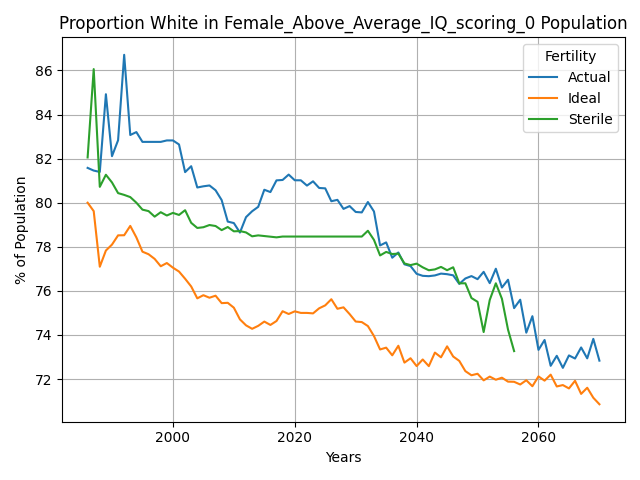 Proportion White in Female_Above_Average_IQ_scoring_0 Population
Fertility
Actual
Ideal
Sterile
% of Population
86
84
82
80
78
76
74
72
2000
2020
2040
2060
Years